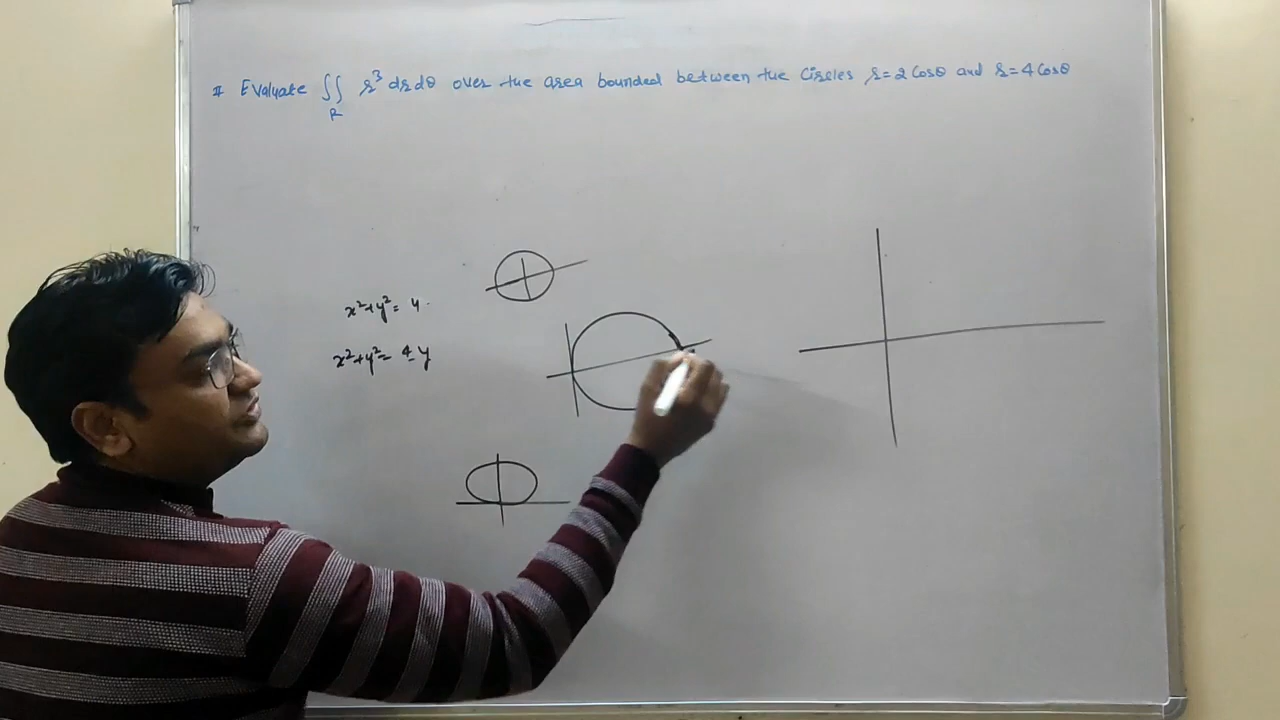 # Evaluate ∬ r³ dr dθ over the area bounded between the Circles r = 2 Cosθ and r = 4 Cosθ
R
x² + y² = 4.
x² + y² = 4y